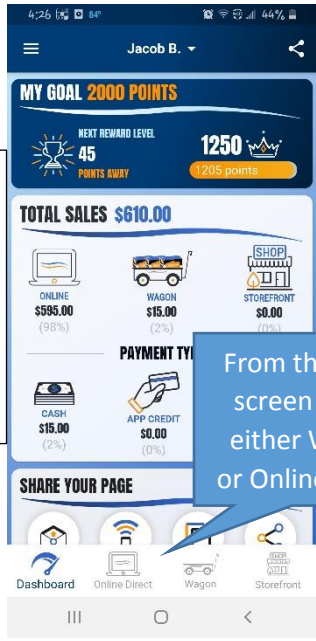 4:26 84° 44%
Jacob B.
MY GOAL 2000 POINTS
NEXT REWARD LEVEL
45
POINTS AWAY
1250
1205 points
TOTAL SALES $610.00
SHOP
ONLINE WAGON STOREFRONT
$595.00 $15.00 $0.00
(98%) (2%) (0%)
PAYMENT TY
CASH APP CREDIT
$15.00 $0.00
(2%) (0%)
From th
screen
either W
or Online
SHARE YOUR PAGE
SHOP
Dashboard Online Direct Wagon Storefront